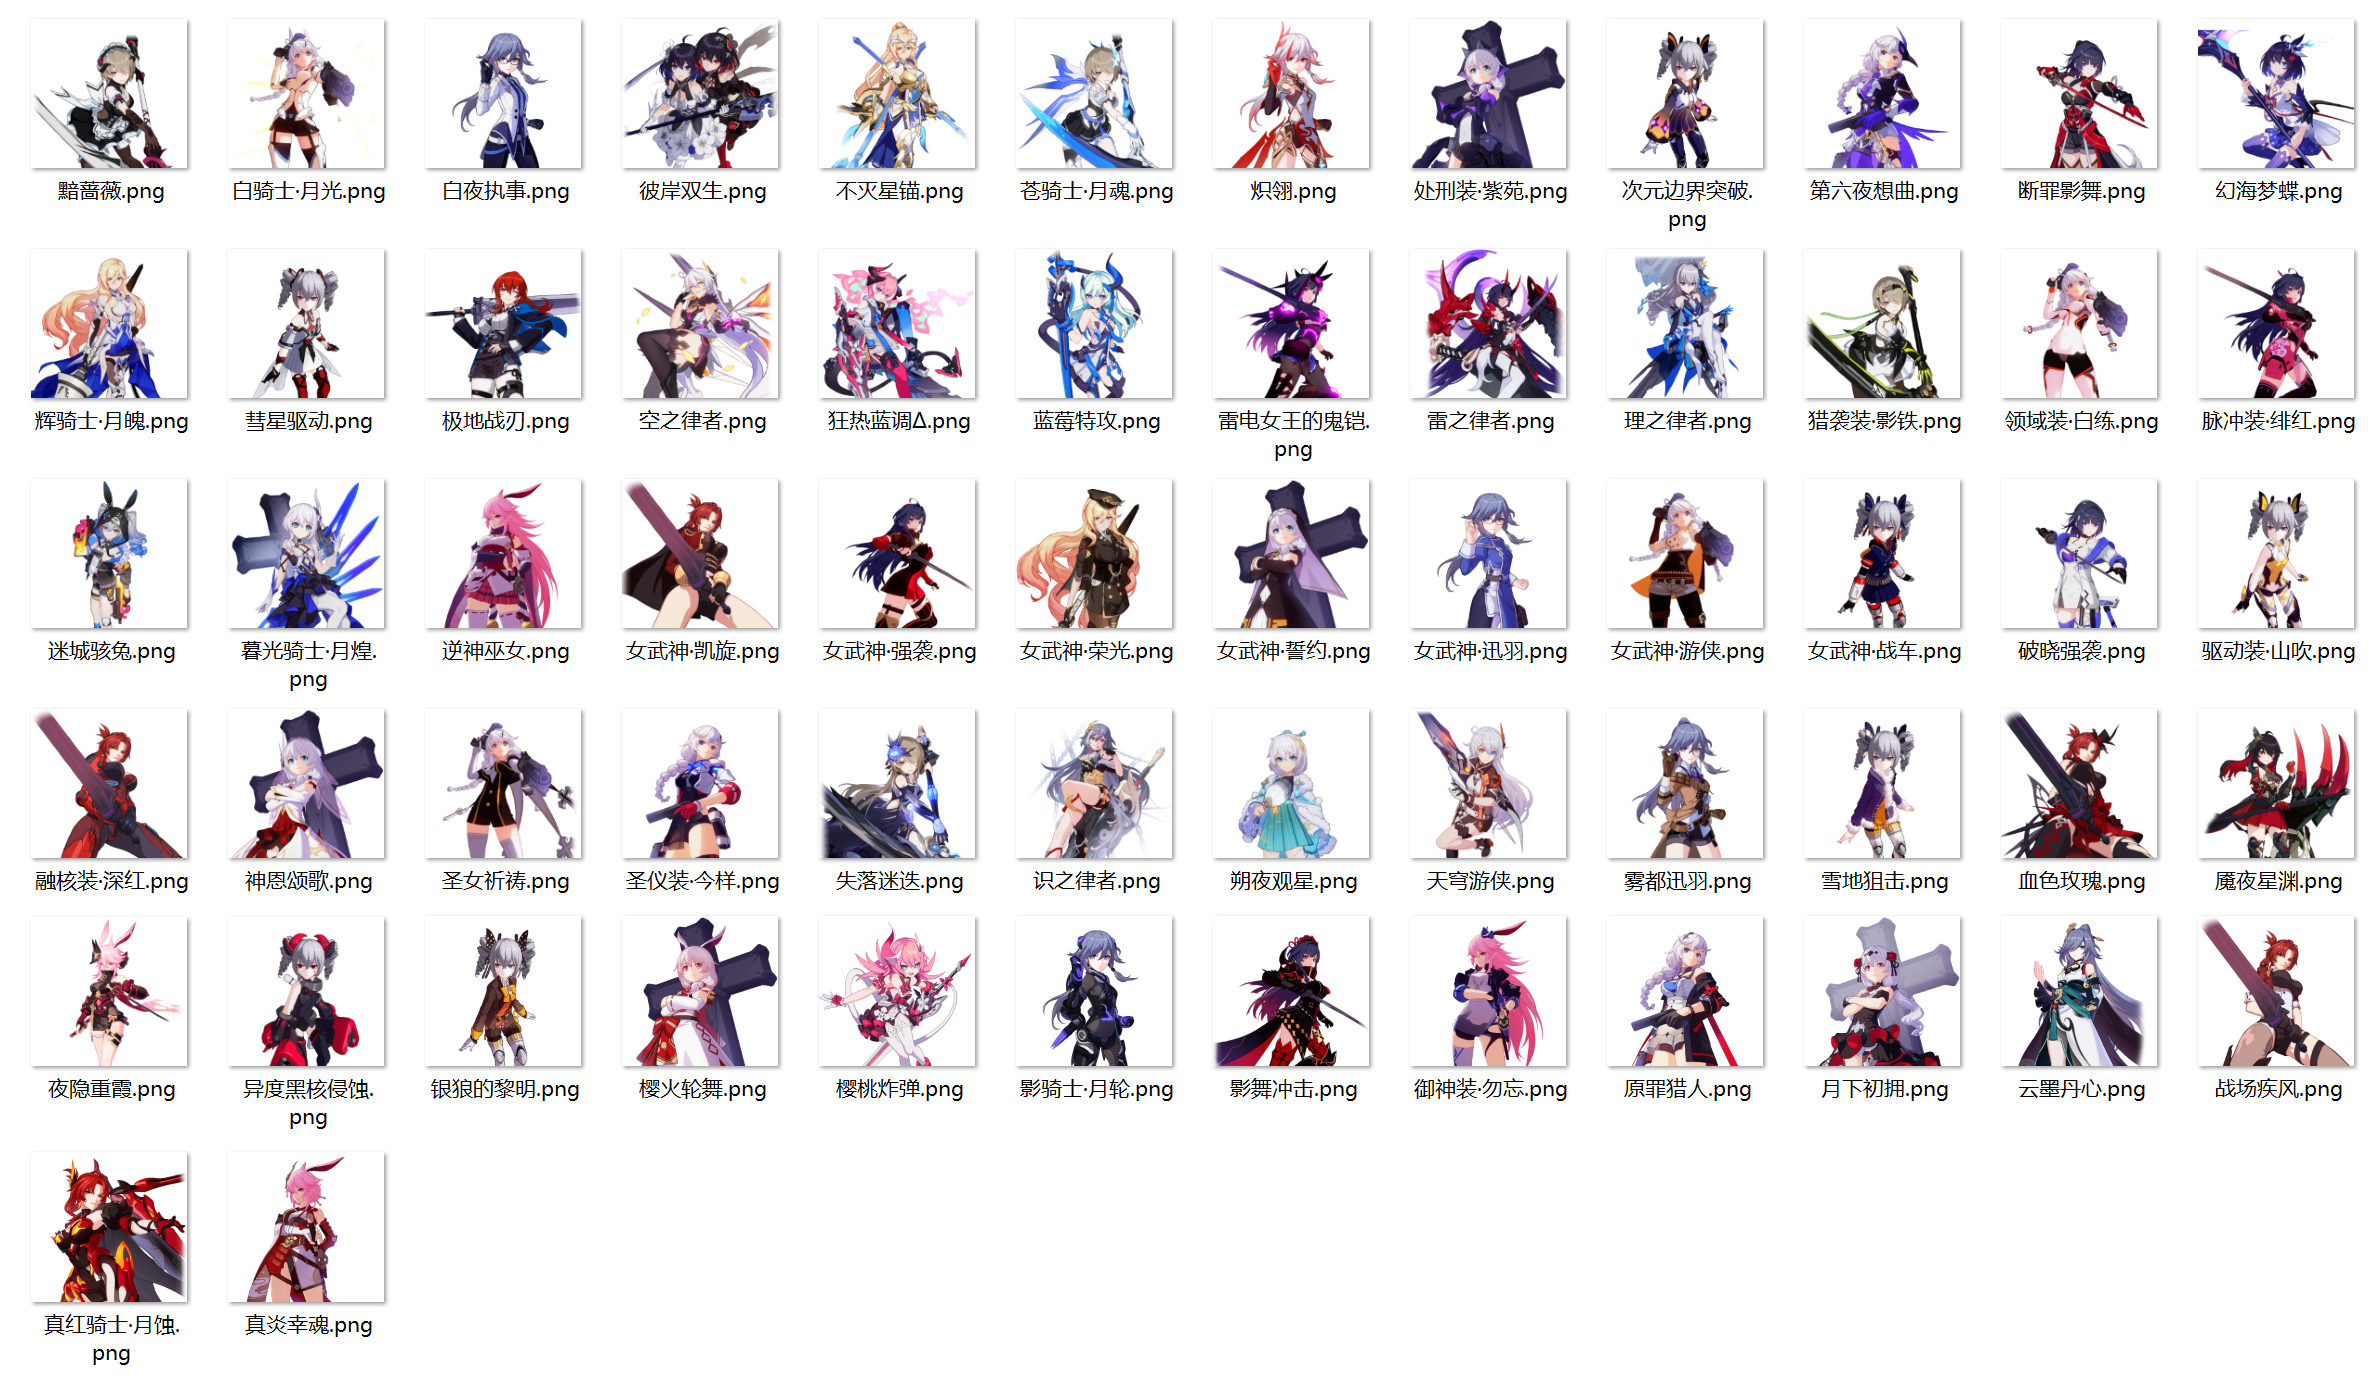 黯蔷薇.png
白骑士·月光.png
白夜执事.png
彼岸双生.png
不灭星锚.png
苍骑士·月魂.png
炽翎.png
处刑装·紫苑.png
次元边界突破.
png
第六夜想曲.png
断罪影舞.png
幻海梦蝶.png
辉骑士·月魄.png
彗星驱动.png
极地战刃.png
空之律者.png
狂热蓝调Δ.png
蓝莓特攻.png
雷电女王的鬼铠.
png
雷之律者.png
理之律者.png
猎袭装·影铁.png
领域装·白练.png
脉冲装·绯红.png
迷城骇兔.png
暮光骑士·月煌.
png
逆神巫女.png
女武神·凯旋.png
女武神·强袭.png
女武神·荣光.png
女武神·誓约.png
女武神·迅羽.png
女武神·游侠.png
女武神·战车.png
破晓强袭.png
驱动装·山吹.png
融核装·深红.png
神恩颂歌.png
圣女祈祷.png
圣仪装·今样.png
失落迷迭.png
识之律者.png
朔夜观星.png
天穹游侠.png
雾都迅羽.png
雪地狙击.png
血色玫瑰.png
魇夜星渊.png
夜隐重霞.png
异度黑核侵蚀.
png
银狼的黎明.png
樱火轮舞.png
樱桃炸弹.png
影骑士·月轮.png
影舞冲击.png
御神装·勿忘.png
原罪猎人.png
月下初拥.png
云墨丹心.png
战场疾风.png
真红骑士·月蚀.
png
真炎幸魂.png